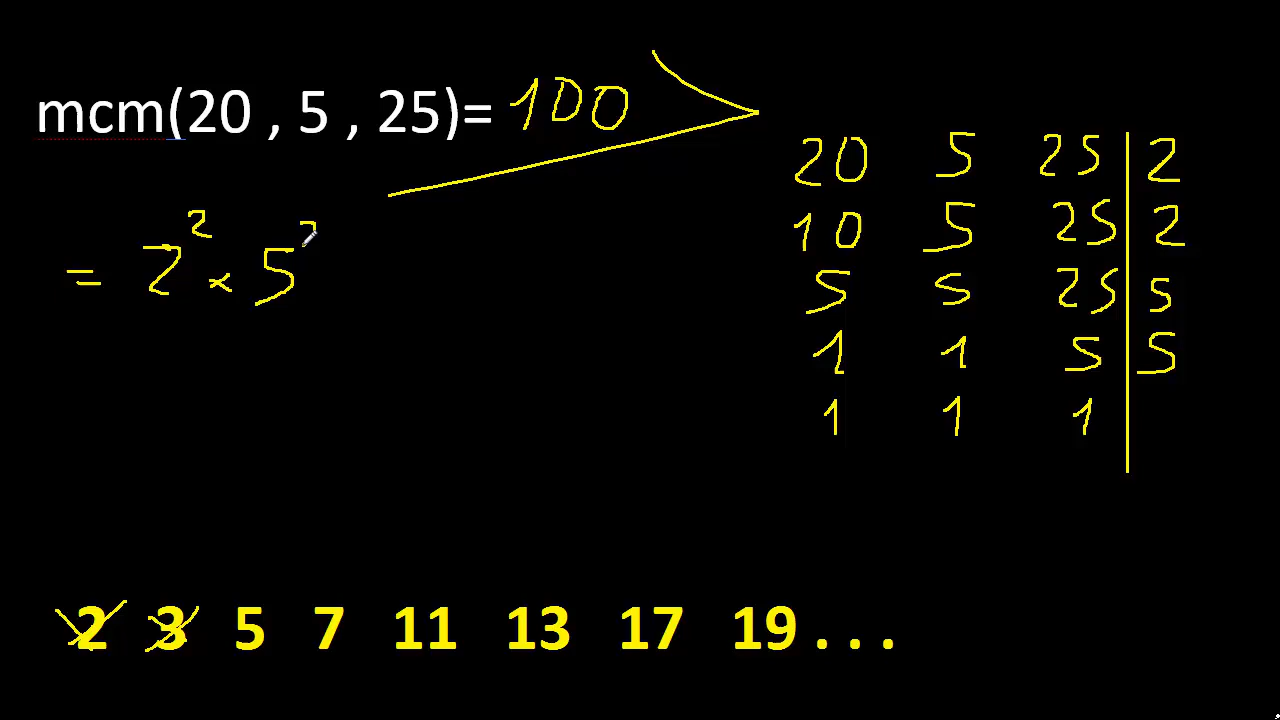 mcm(20 , 5 , 25)= 100
= 2² × 5²
20 5 25 | 2
10 5 25 | 2
5 5 25 | 5
1 1 5 | 5
1 1 1 |
2 3 5 7 11 13 17 19 . . .